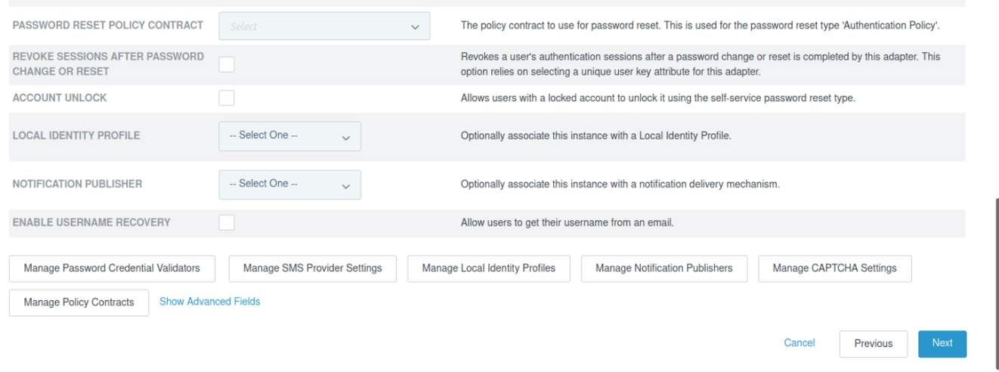 PASSWORD RESET POLICY CONTRACT
Select
The policy contract to use for password reset. This is used for the password reset type 'Authentication Policy'.
REVOKE SESSIONS AFTER PASSWORD
CHANGE OR RESET
Revokes a user's authentication sessions after a password change or reset is completed by this adapter. This
option relies on selecting a unique user key attribute for this adapter.
ACCOUNT UNLOCK
Allows users with a locked account to unlock it using the self-service password reset type.
LOCAL IDENTITY PROFILE
-- Select One --
Optionally associate this instance with a Local Identity Profile.
NOTIFICATION PUBLISHER
-- Select One --
Optionally associate this instance with a notification delivery mechanism.
ENABLE USERNAME RECOVERY
Allow users to get their username from an email.
Manage Password Credential Validators
Manage SMS Provider Settings
Manage Local Identity Profiles
Manage Notification Publishers
Manage CAPTCHA Settings
Manage Policy Contracts
Show Advanced Fields
Cancel
Previous
Next